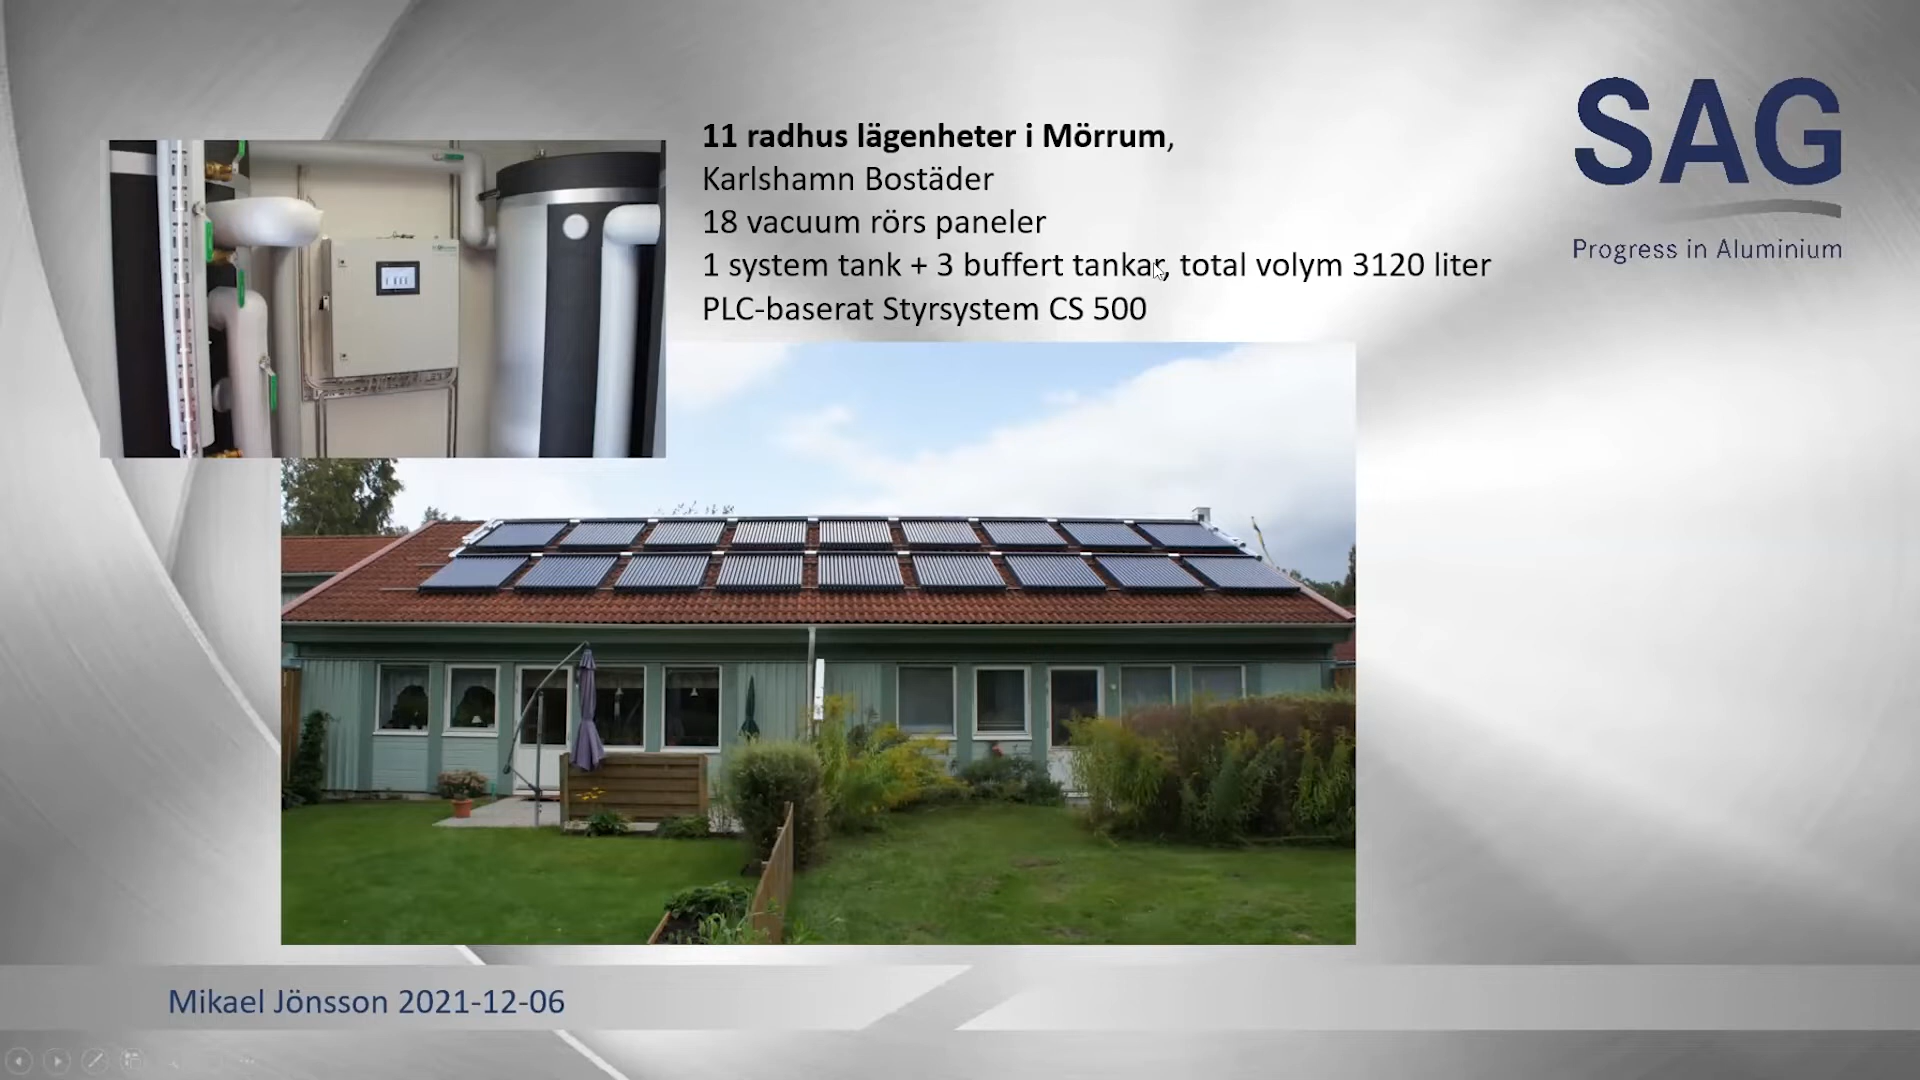 11 radhus lägenheter i Mörrum,
Karlshamn Bostäder
18 vacuum rörs paneler
1 system tank + 3 buffert tankar, total volym 3120 liter
PLC-baserat Styrsystem CS 500
SAG
Progress in Aluminium
Mikael Jönsson 2021-12-06